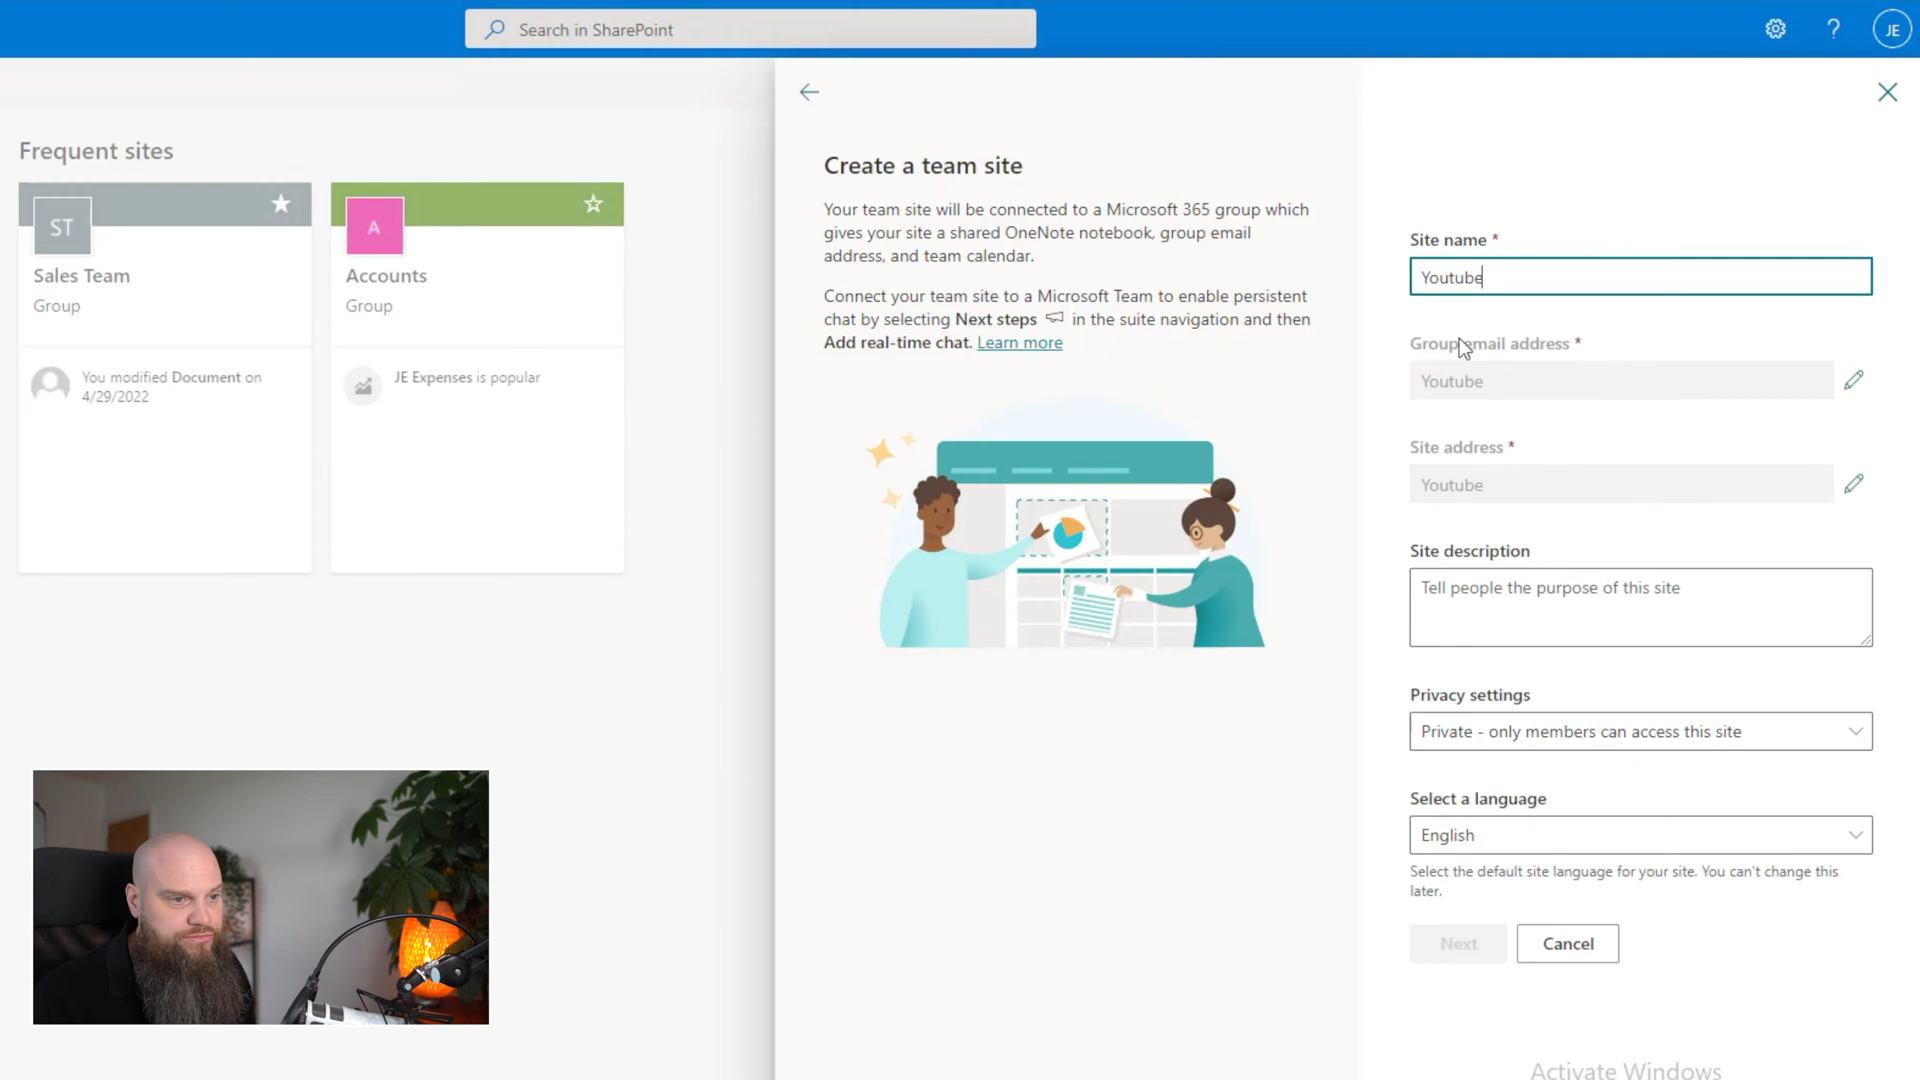 Search in SharePoint
?
JE
Frequent sites
ST
Sales Team
Group
You modified Document on
4/29/2022
A
Accounts
Group
JE Expenses is popular
Create a team site
Your team site will be connected to a Microsoft 365 group which
gives your site a shared OneNote notebook, group email
address, and team calendar.
Connect your team site to a Microsoft Team to enable persistent
chat by selecting Next steps in the suite navigation and then
Add real-time chat. Learn more
Site name *
Youtube
Group email address *
Youtube
Site address *
Youtube
Site description
Tell people the purpose of this site
Privacy settings
Private - only members can access this site
Select a language
English
Select the default site language for your site. You can't change this
later.
Next
Cancel
Activate Windows